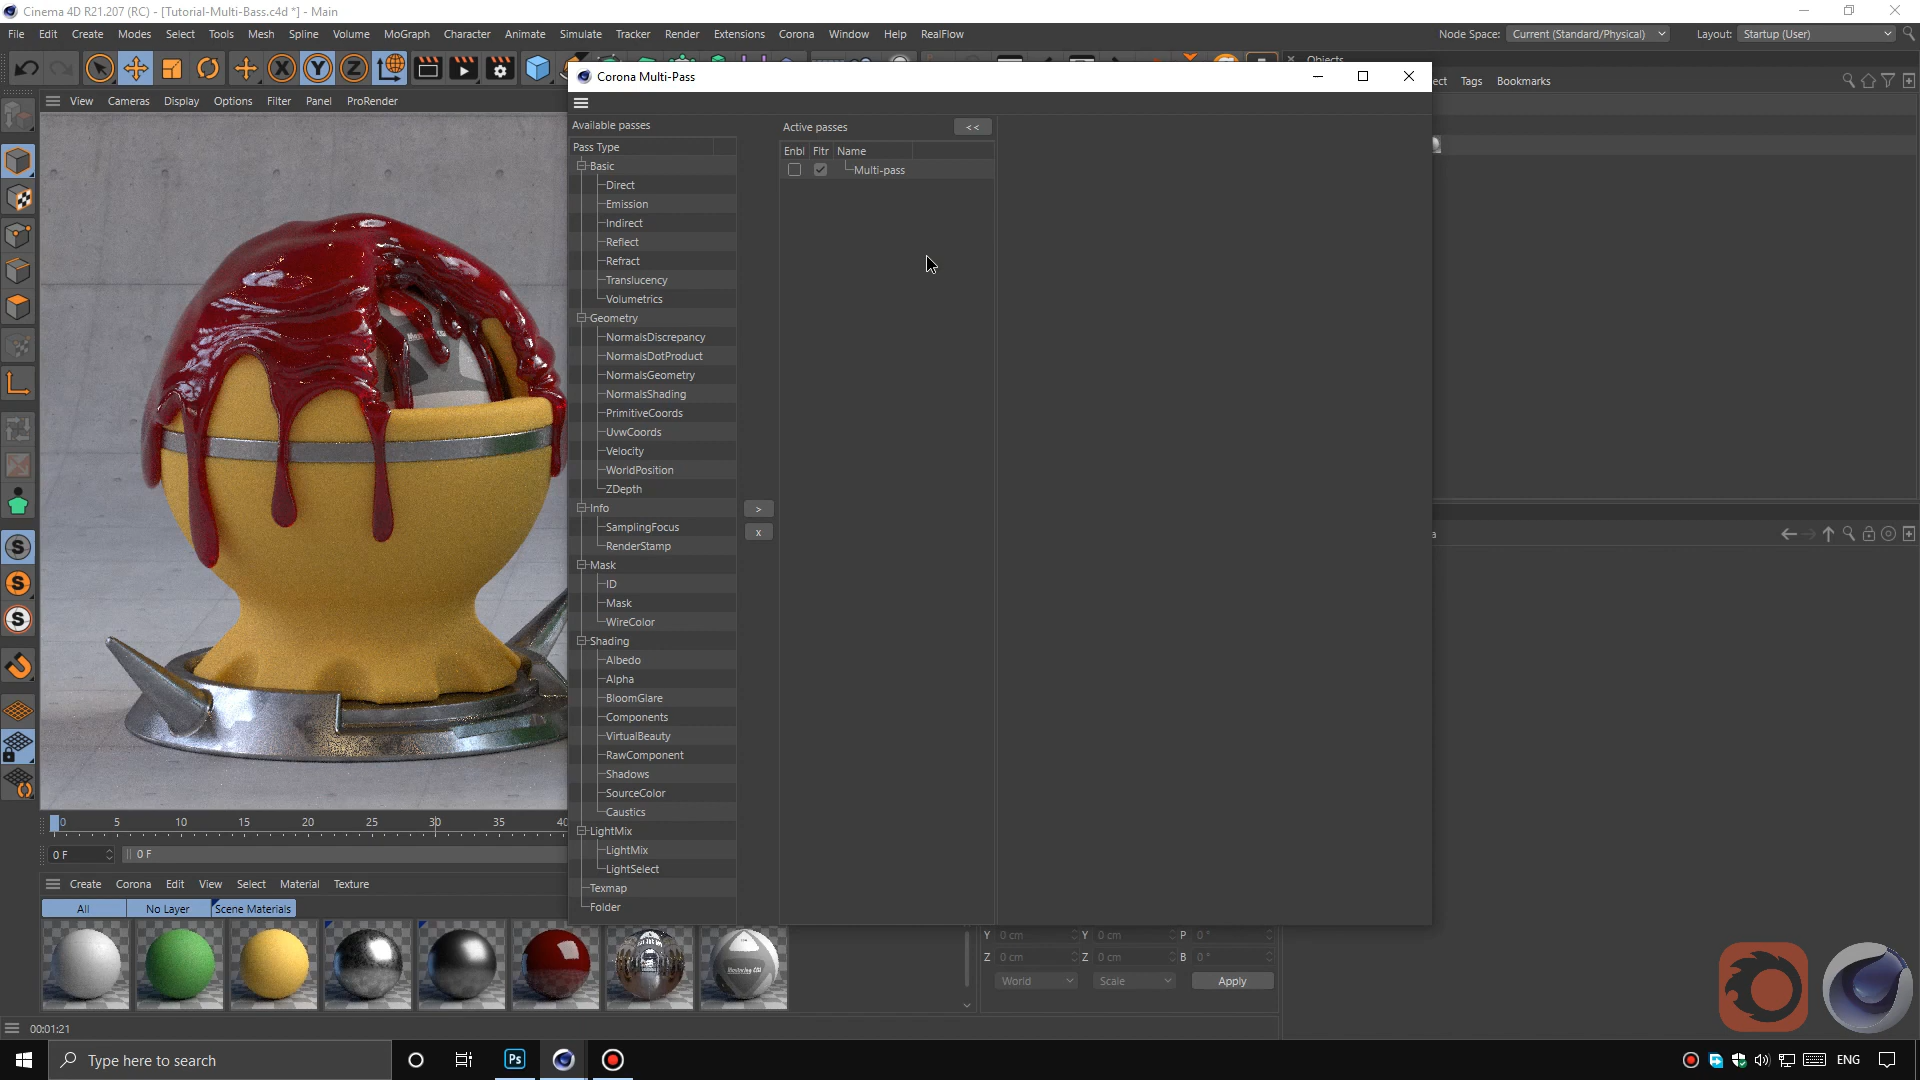 Cinema 4D R21.207 (RC) - [Tutorial-Multi-Bass.c4d *] - Main
File Edit Create Modes Select Tools Mesh Spline Volume MoGraph Character Animate Simulate Tracker Render Extensions Corona Window Help RealFlow Node Space: Current (Standard/Physical) Layout: Startup (User)
X Y Z
Objects
Corona Multi-Pass
ect Tags Bookmarks
View Cameras Display Options Filter Panel ProRender
Available passes
Active passes <<
Pass Type
Enbl Fltr Name
Multi-pass
Basic
Direct
Emission
Indirect
Reflect
Refract
Translucency
Volumetrics
Geometry
NormalsDiscrepancy
NormalsDotProduct
NormalsGeometry
NormalsShading
PrimitiveCoords
UvwCoords
Velocity
WorldPosition
ZDepth
Info
SamplingFocus
RenderStamp
>
x
Mask
ID
Mask
WireColor
Shading
Albedo
Alpha
BloomGlare
Components
VirtualBeauty
RawComponent
Shadows
SourceColor
Caustics
LightMix
LightMix
LightSelect
Texmap
Folder
S
S
S
0 5 10 15 20 25 30 35 40
0 F 0 F
Create Corona Edit View Select Material Texture
All No Layer Scene Materials
Y 0 cm Y 0 cm P 0 °
Z 0 cm Z 0 cm B 0 °
World Scale Apply
00:01:21
Type here to search
Ps
ENG